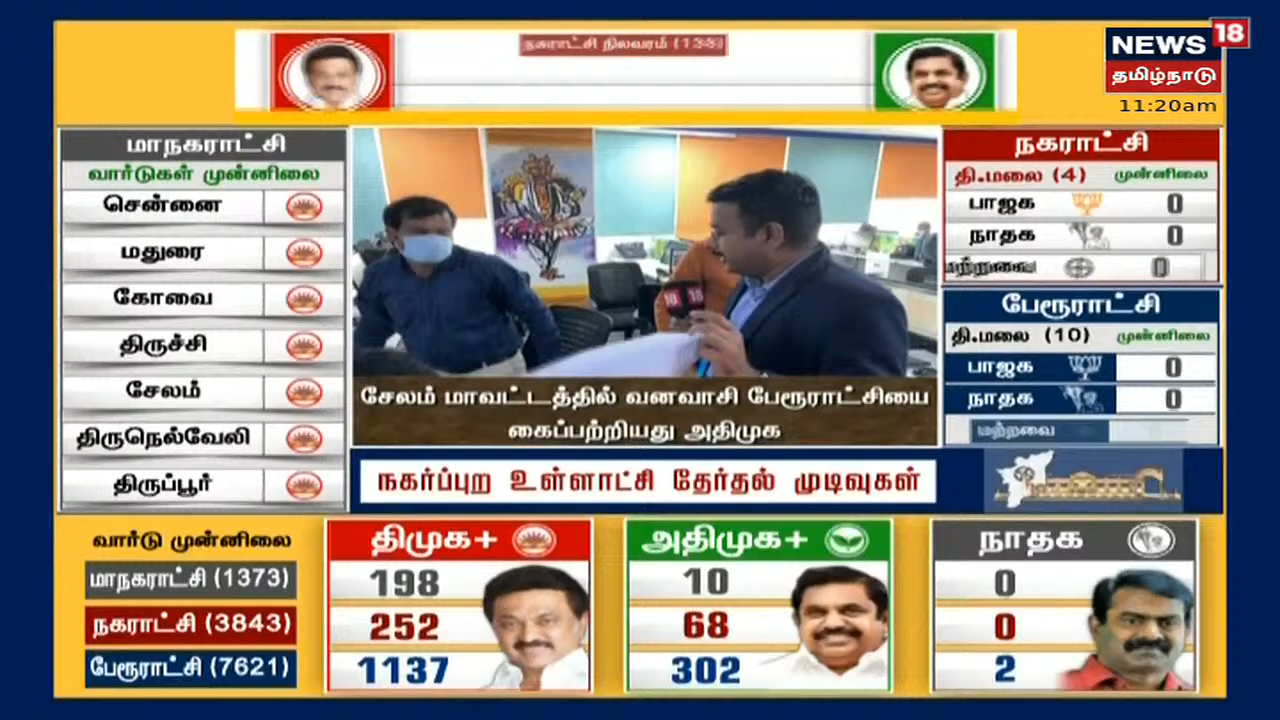 நகராட்சி நிலவரம் (138)
NEWS 18
தமிழ்நாடு
11:20am
மாநகராட்சி
வார்டுகள் முன்னிலை
சென்னை
மதுரை
கோவை
திருச்சி
சேலம்
திருநெல்வேலி
திருப்பூர்
18 18
சேலம் மாவட்டத்தில் வனவாசி பேரூராட்சியை
கைப்பற்றியது அதிமுக
நகர்ப்புற உள்ளாட்சி தேர்தல் முடிவுகள்
நகராட்சி
தி.மலை (4) முன்னிலை
பாஜக 0
நாதக 0
மற்றவை 0
பேரூராட்சி
தி.மலை (10) முன்னிலை
பாஜக 0
நாதக 0
மற்றவை
வார்டு முன்னிலை திமுக+ அதிமுக+ நாதக
மாநகராட்சி (1373) 198 10 0
நகராட்சி (3843) 252 68 0
பேரூராட்சி (7621) 1137 302 2